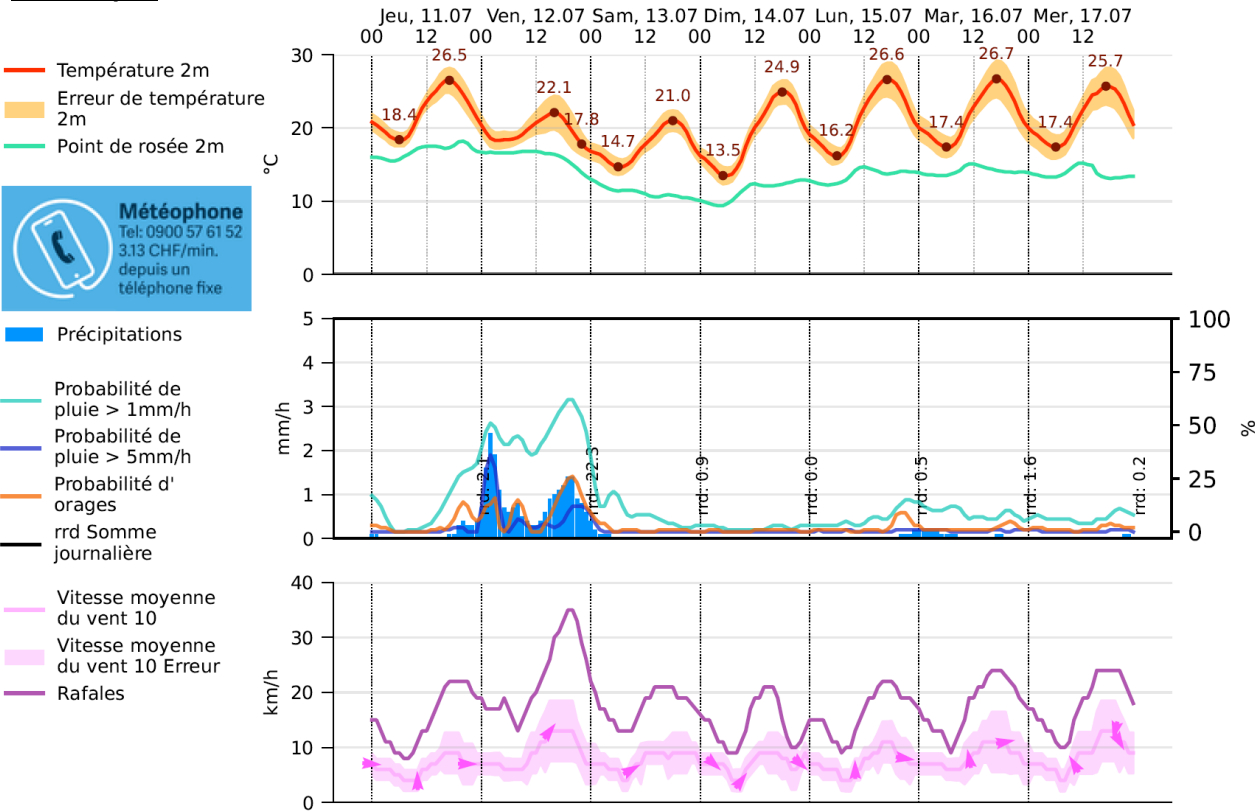 Jeu, 11.07 Ven, 12.07 Sam, 13.07 Dim, 14.07 Lun, 15.07 Mar, 16.07 Mer, 17.07
00 12 00 12 00 12 00 12 00 12 00 12 00 12
Température 2m
Erreur de température
2m
Point de rosée 2m
°C
30
20
10
0
18.4 26.5 22.1 17.8 14.7 21.0 13.5 24.9 16.2 26.6 17.4 26.7 17.4 25.7
Météophone
Tel: 0900 57 61 52
3.13 CHF/min.
depuis un
téléphone fixe
Précipitations
Probabilité de
pluie > 1mm/h
Probabilité de
pluie > 5mm/h
Probabilité d'
orages
rrd Somme
journalière
mm/h
5
4
3
2
1
0
rrd: 0.9
rrd: 0.0
rrd: 0.5
rrd: 1.6
rrd: 0.2
100
75
50
25
0
%
Vitesse moyenne
du vent 10
Vitesse moyenne
du vent 10 Erreur
Rafales
km/h
40
30
20
10
0